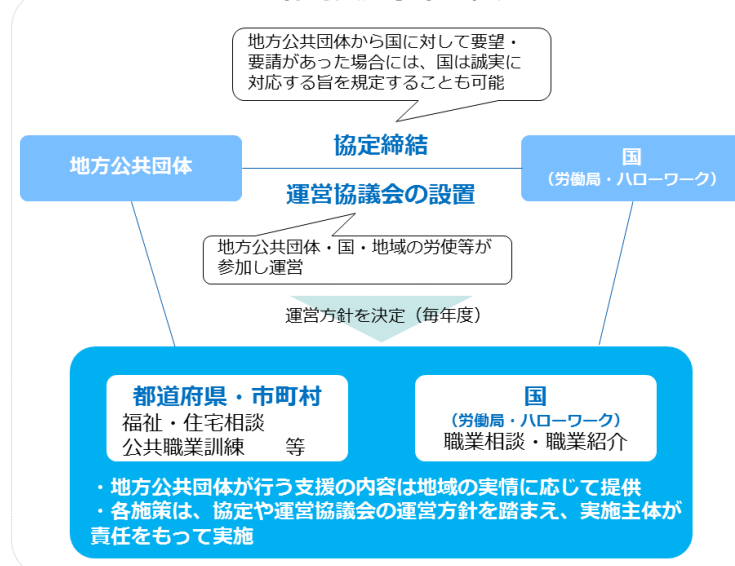 地方公共団体から国に対して要望・
要請があった場合には、国は誠実に
対応する旨を規定することも可能
地方公共団体
協定締結
国
（労働局・ハローワーク）
運営協議会の設置
地方公共団体・国・地域の労使等が
参加し運営
運営方針を決定（毎年度）
都道府県・市町村
福祉・住宅相談
公共職業訓練　　等
国
（労働局・ハローワーク）
職業相談・職業紹介
・地方公共団体が行う支援の内容は地域の実情に応じて提供
・各施策は、協定や運営協議会の運営方針を踏まえ、実施主体が
責任をもって実施